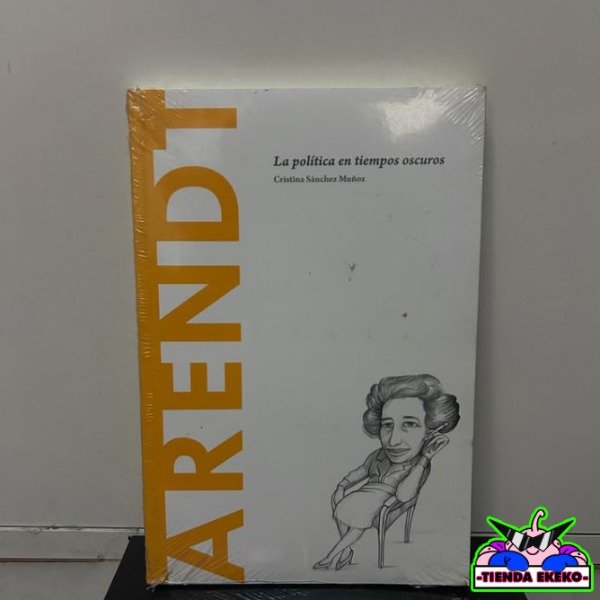 ARENDT
La política en tiempos oscuros
Cristina Sánchez Muñoz
-TIENDA EKEKO-